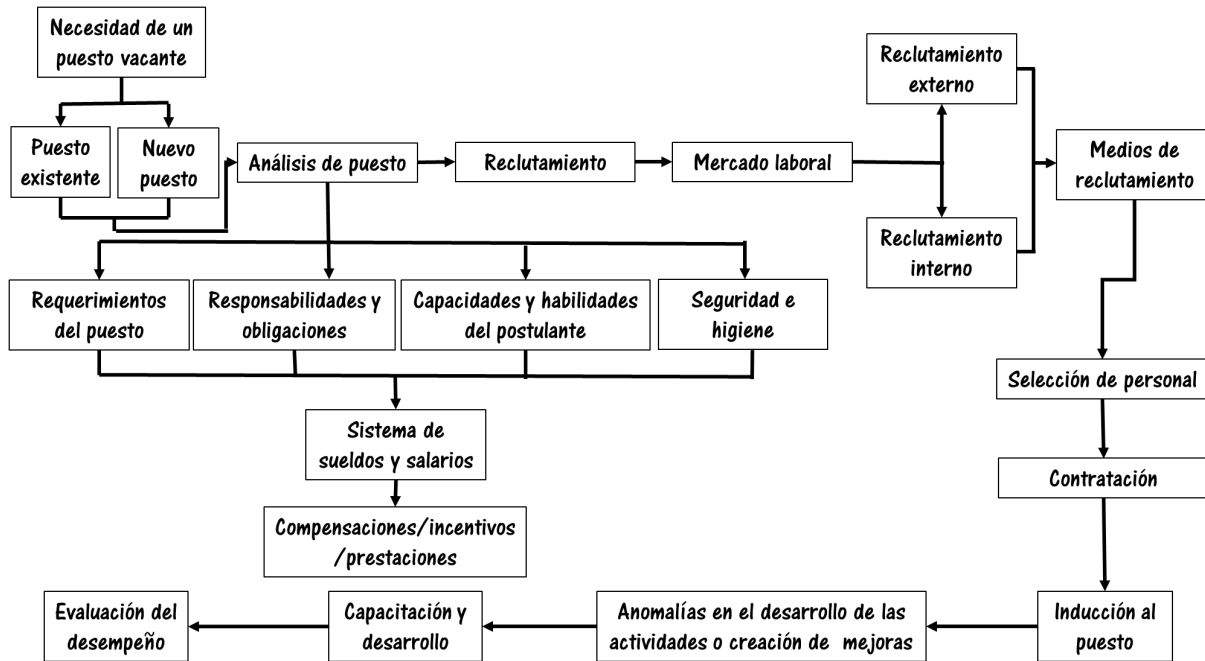 Necesidad de un
puesto vacante
Puesto
existente
Nuevo
puesto
Análisis de puesto
Reclutamiento
Mercado laboral
Reclutamiento
externo
Reclutamiento
interno
Medios de
reclutamiento
Requerimientos
del puesto
Responsabilidades y
obligaciones
Capacidades y habilidades
del postulante
Seguridad e
higiene
Sistema de
sueldos y salarios
Compensaciones/incentivos
/prestaciones
Selección de personal
Contratación
Inducción al
puesto
Anomalías en el desarrollo de las
actividades o creación de mejoras
Capacitación y
desarrollo
Evaluación del
desempeño